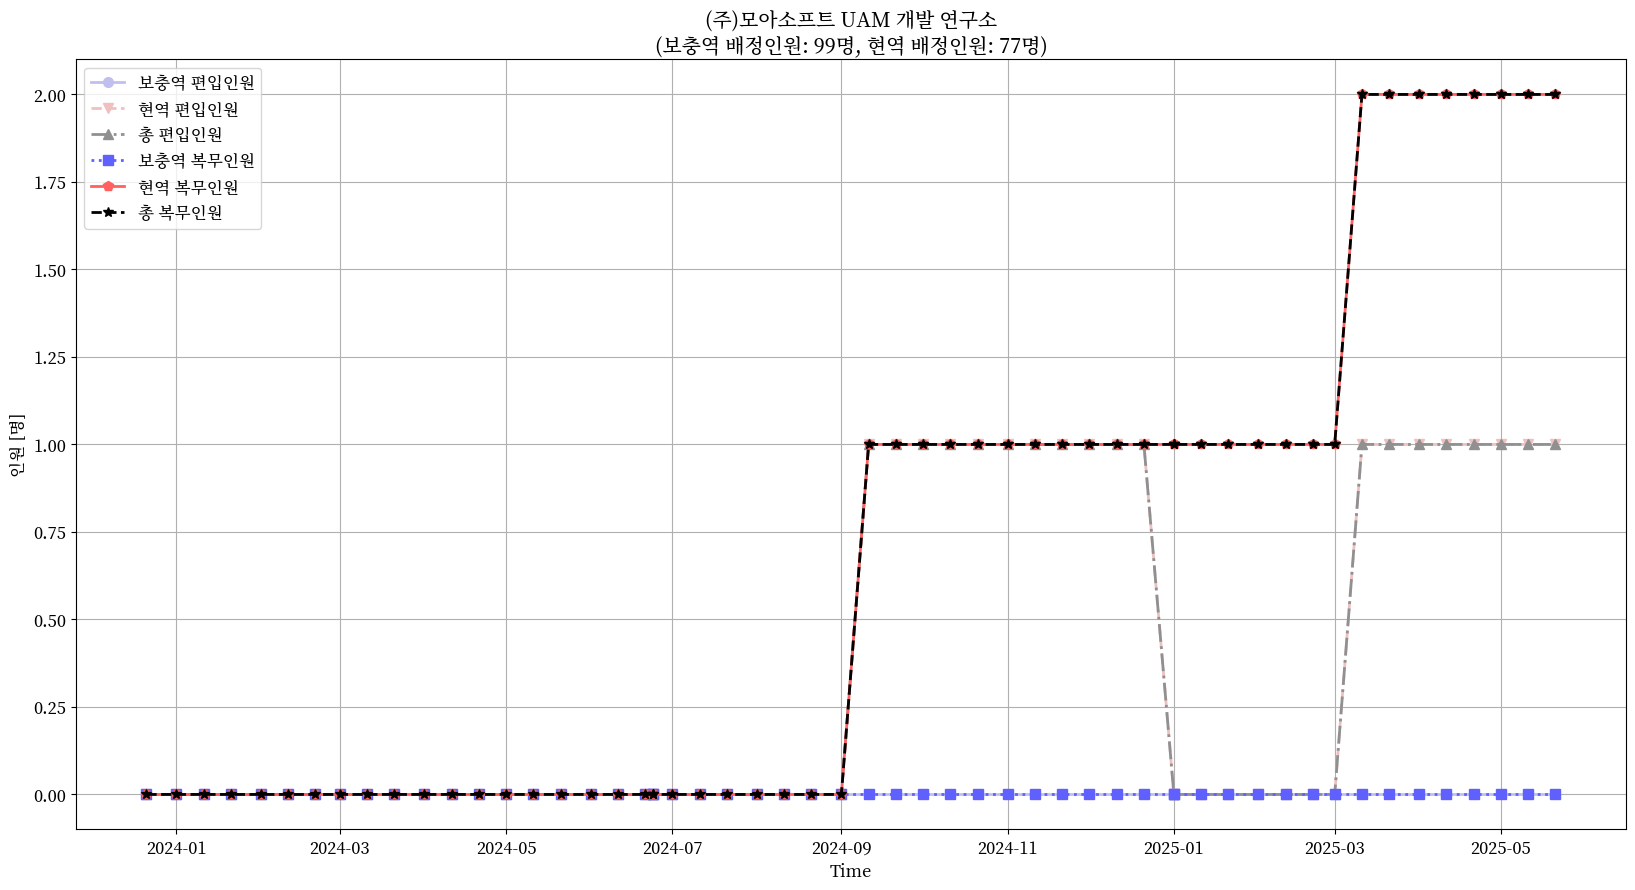 (주)모아소프트 UAM 개발 연구소
(보충역 배정인원: 99명, 현역 배정인원: 77명)
보충역 편입인원
현역 편입인원
총 편입인원
보충역 복무인원
현역 복무인원
총 복무인원
인원 [명]
2.00
1.75
1.50
1.25
1.00
0.75
0.50
0.25
0.00
2024-01
2024-03
2024-05
2024-07
2024-09
2024-11
2025-01
2025-03
2025-05
Time